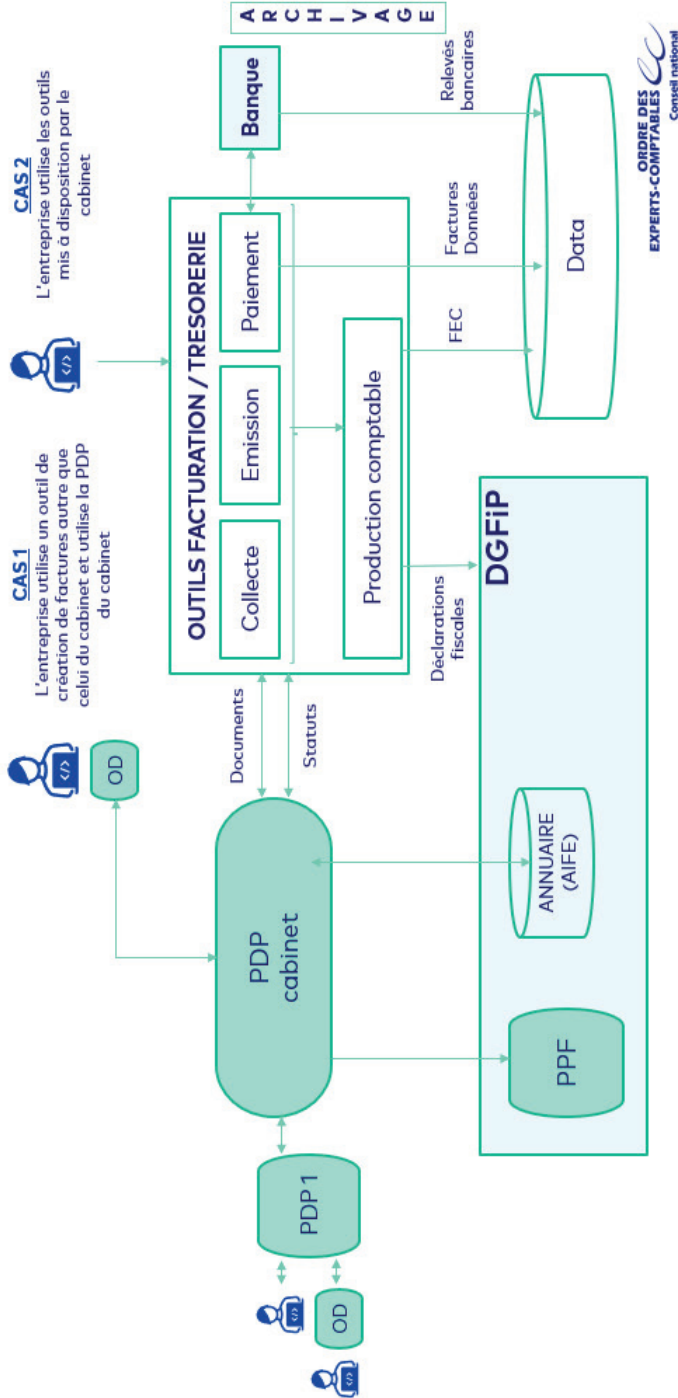 CAS 1
L'entreprise utilise un outil de
création de factures autre que
celui du cabinet et utilise la PDP
du cabinet
CAS 2
L'entreprise utilise les outils
mis à disposition par le
cabinet
OD
OUTILS FACTURATION / TRESORERIE
Collecte
Emission
Paiement
Production comptable
Banque
ARCHIVAGE
Documents
Statuts
PDP
cabinet
PDP1
OD
Déclarations
fiscales
FEC
Factures
Données
Relevés
bancaires
DGFiP
PPF
ANNUAIRE
(AIFE)
Data
ORDRE DES
EXPERTS-COMPTABLES
Conseil national